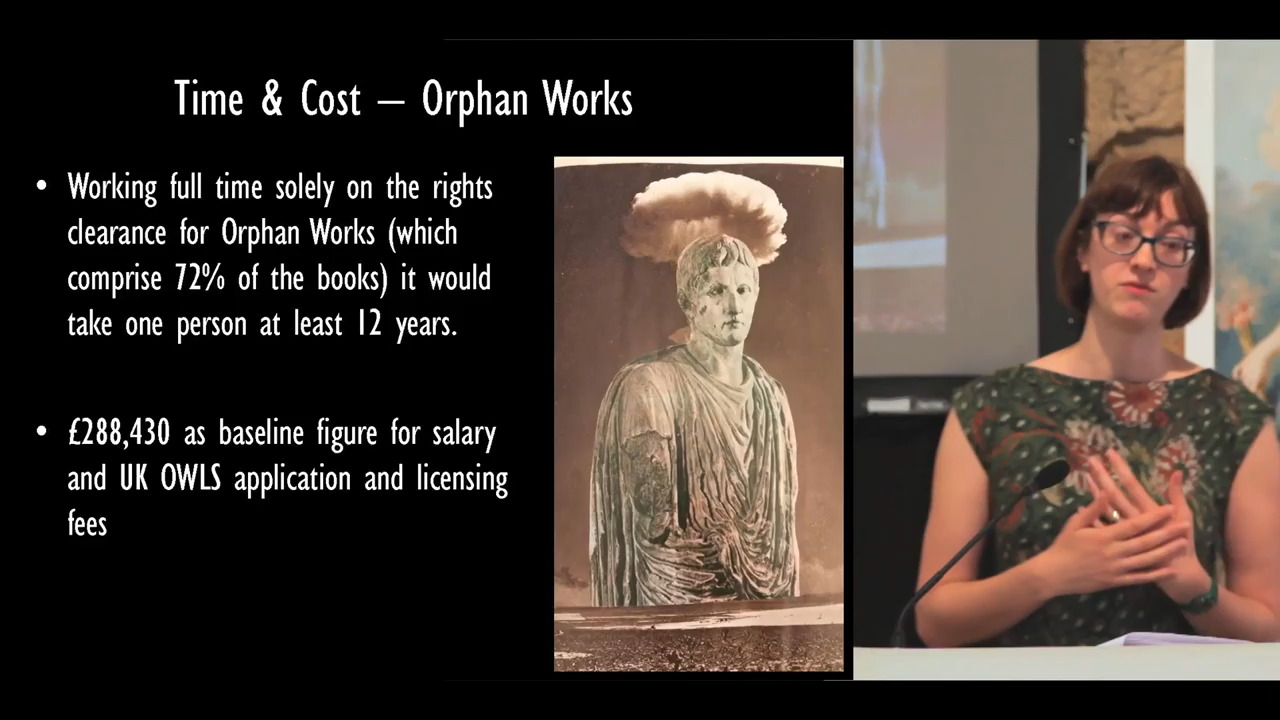 Time & Cost – Orphan Works
• Working full time solely on the rights
clearance for Orphan Works (which
comprise 72% of the books) it would
take one person at least 12 years.
• £288,430 as baseline figure for salary
and UK OWLS application and licensing
fees